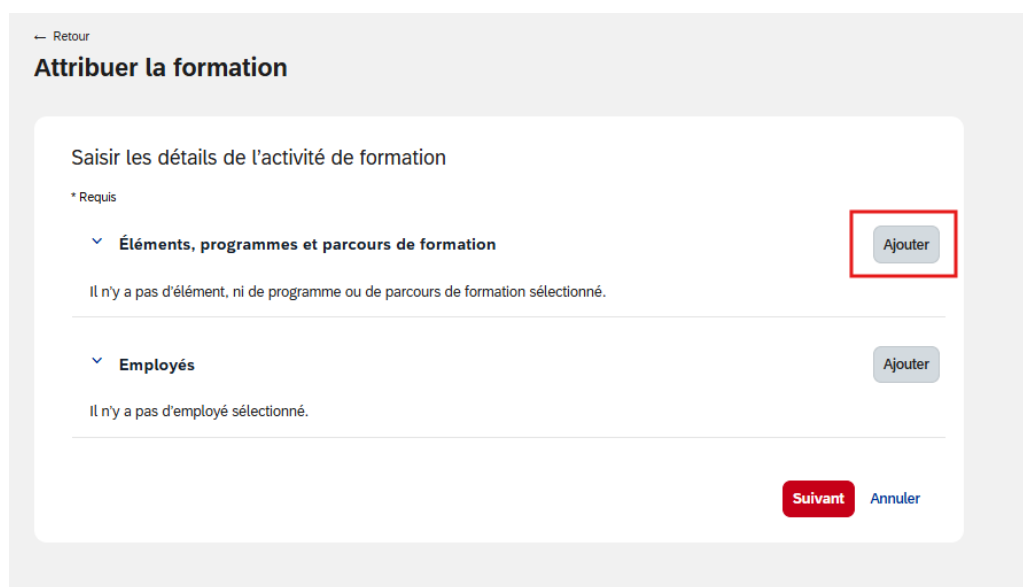 ← Retour
Attribuer la formation
Saisir les détails de l’activité de formation
* Requis
Éléments, programmes et parcours de formation
Ajouter
Il n'y a pas d'élément, ni de programme ou de parcours de formation sélectionné.
Employés
Ajouter
Il n'y a pas d'employé sélectionné.
Suivant
Annuler